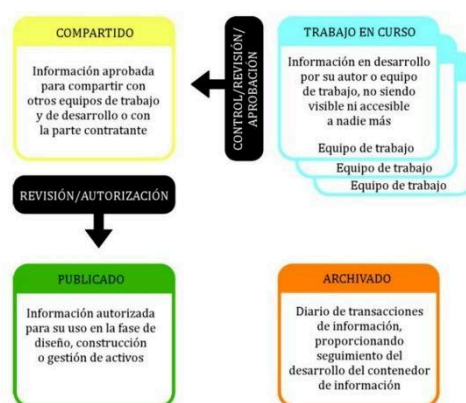 COMPARTIDO
Información aprobada
para compartir con
otros equipos de trabajo
y de desarrollo o con
la parte contratante
CONTROL/REVISIÓN/
APROBACIÓN
TRABAJO EN CURSO
Información en desarrollo
por su autor o equipo
de trabajo, no siendo
visible ni accesible
a nadie más
Equipo de trabajo
Equipo de trabajo
Equipo de trabajo
REVISIÓN/AUTORIZACIÓN
PUBLICADO
Información autorizada
para su uso en la fase de
diseño, construcción
o gestión de activos
ARCHIVADO
Diario de transacciones
de información,
proporcionando
seguimiento del
desarrollo del contenedor
de información